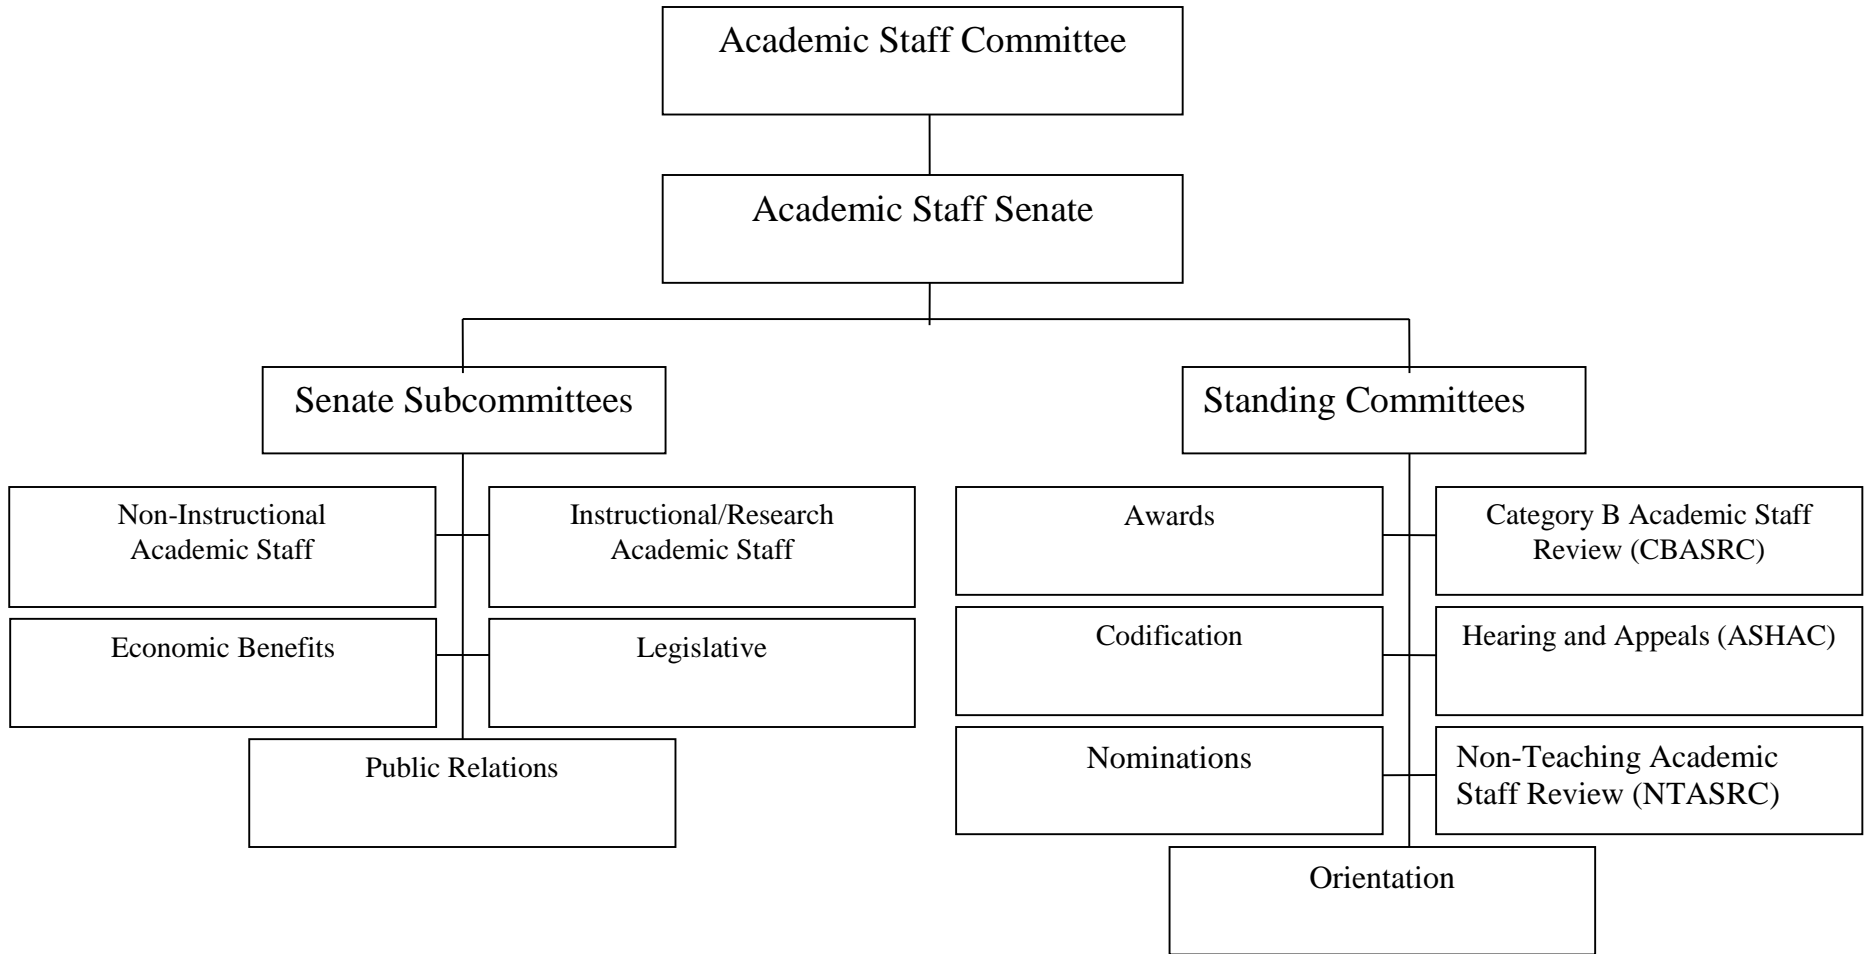 Academic Staff Committee
Academic Staff Senate
Senate Subcommittees
Standing Committees
Non-Instructional
Academic Staff
Instructional/Research
Academic Staff
Economic Benefits
Legislative
Public Relations
Awards
Category B Academic Staff
Review (CBASRC)
Codification
Hearing and Appeals (ASHAC)
Nominations
Non-Teaching Academic
Staff Review (NTASRC)
Orientation